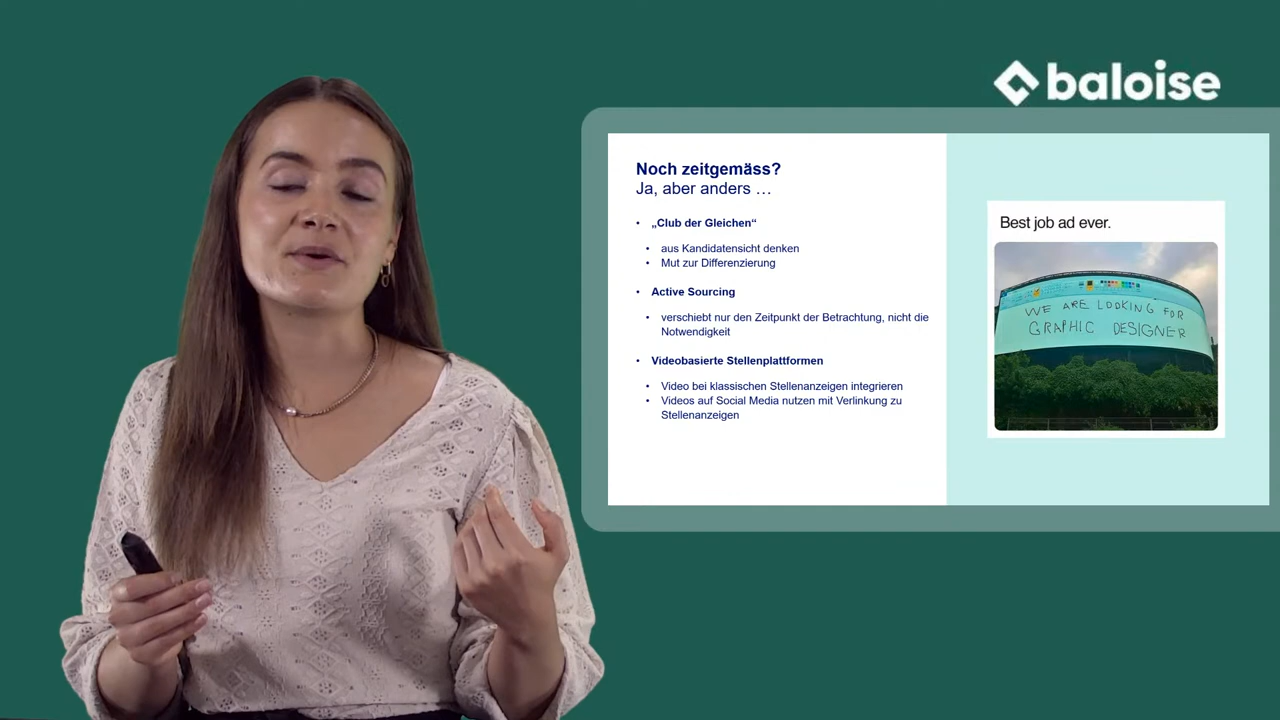 baloise
Noch zeitgemäss?
Ja, aber anders …
• „Club der Gleichen“
• aus Kandidatensicht denken
• Mut zur Differenzierung
• Active Sourcing
• verschiebt nur den Zeitpunkt der Betrachtung, nicht die
Notwendigkeit
• Videobasierte Stellenplattformen
• Video bei klassischen Stellenanzeigen integrieren
• Videos auf Social Media nutzen mit Verlinkung zu
Stellenanzeigen
Best job ad ever.
WE ARE LOOKING FOR
GRAPHIC DESIGNER